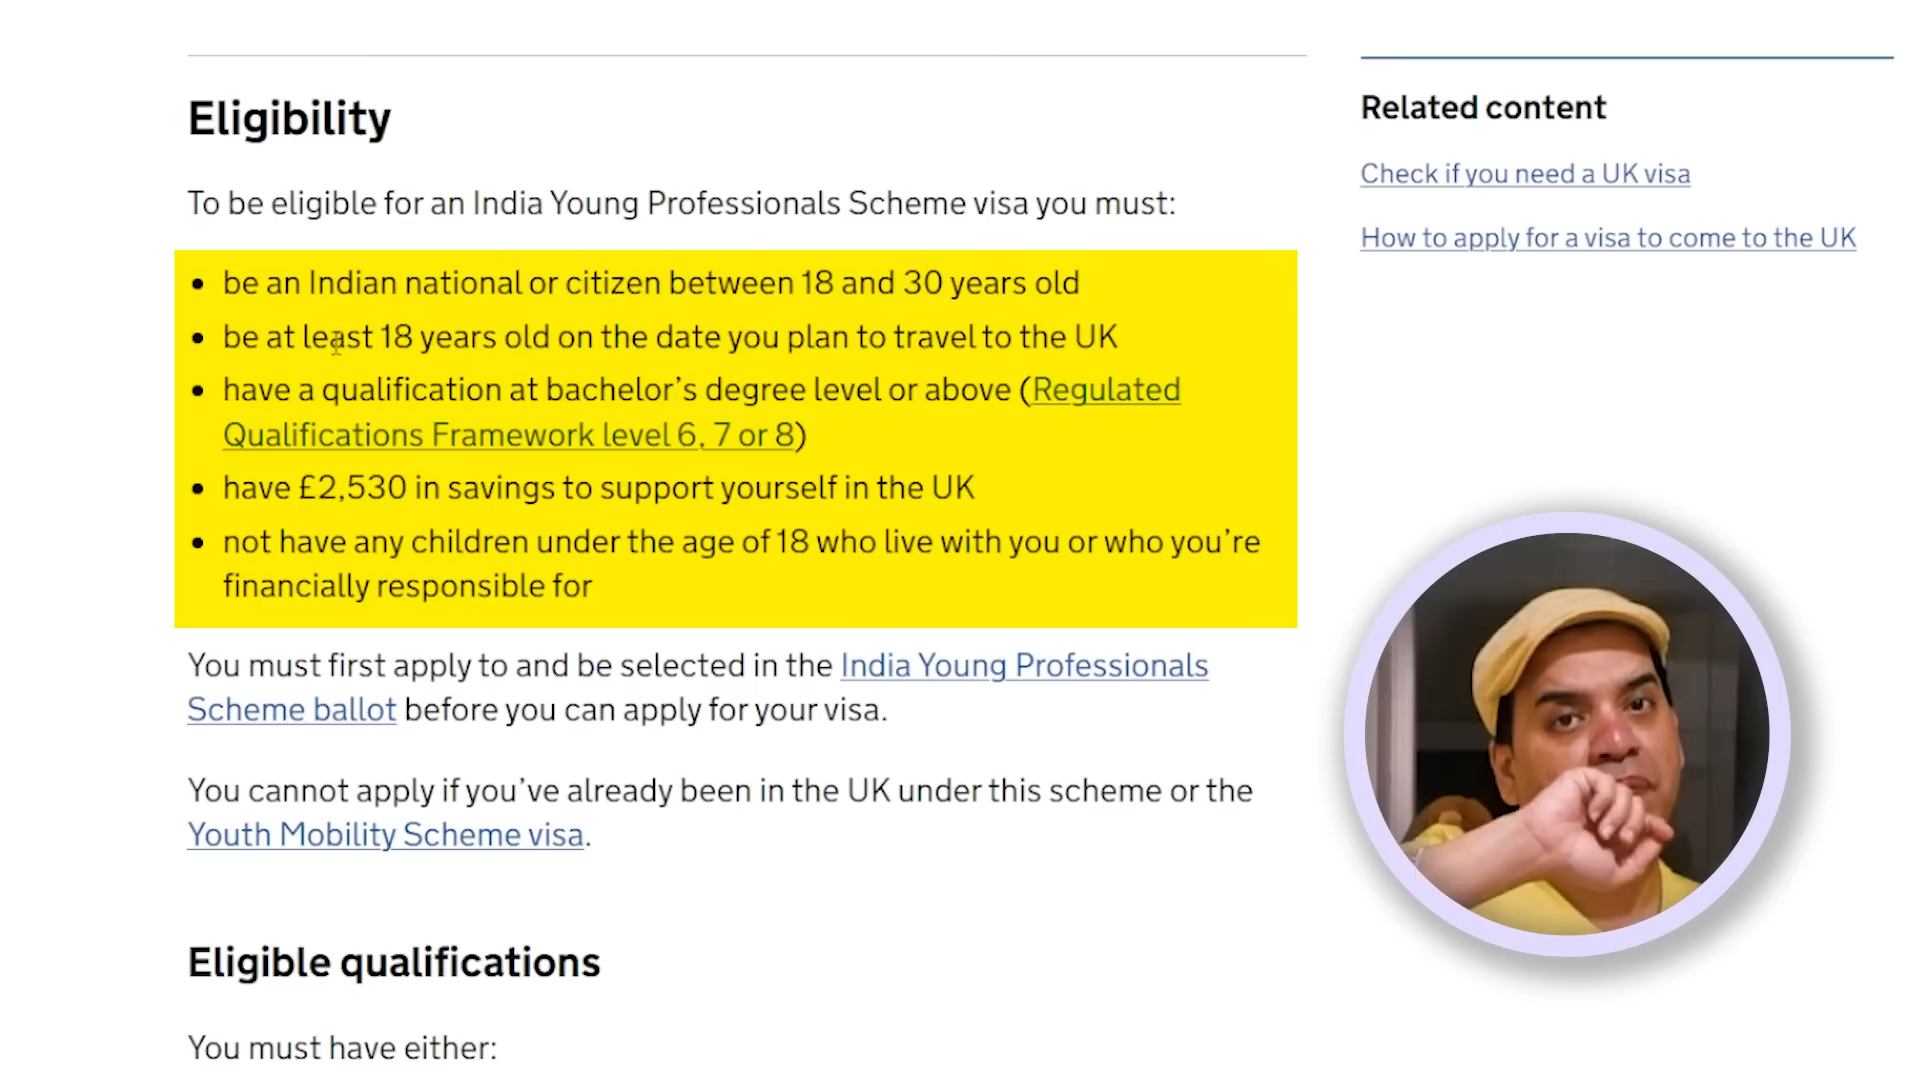 Eligibility
To be eligible for an India Young Professionals Scheme visa you must:
• be an Indian national or citizen between 18 and 30 years old
• be at least 18 years old on the date you plan to travel to the UK
• have a qualification at bachelor’s degree level or above (Regulated
Qualifications Framework level 6, 7 or 8)
• have £2,530 in savings to support yourself in the UK
• not have any children under the age of 18 who live with you or who you’re
financially responsible for
You must first apply to and be selected in the India Young Professionals
Scheme ballot before you can apply for your visa.
You cannot apply if you’ve already been in the UK under this scheme or the
Youth Mobility Scheme visa.
Eligible qualifications
You must have either:
Related content
Check if you need a UK visa
How to apply for a visa to come to the UK